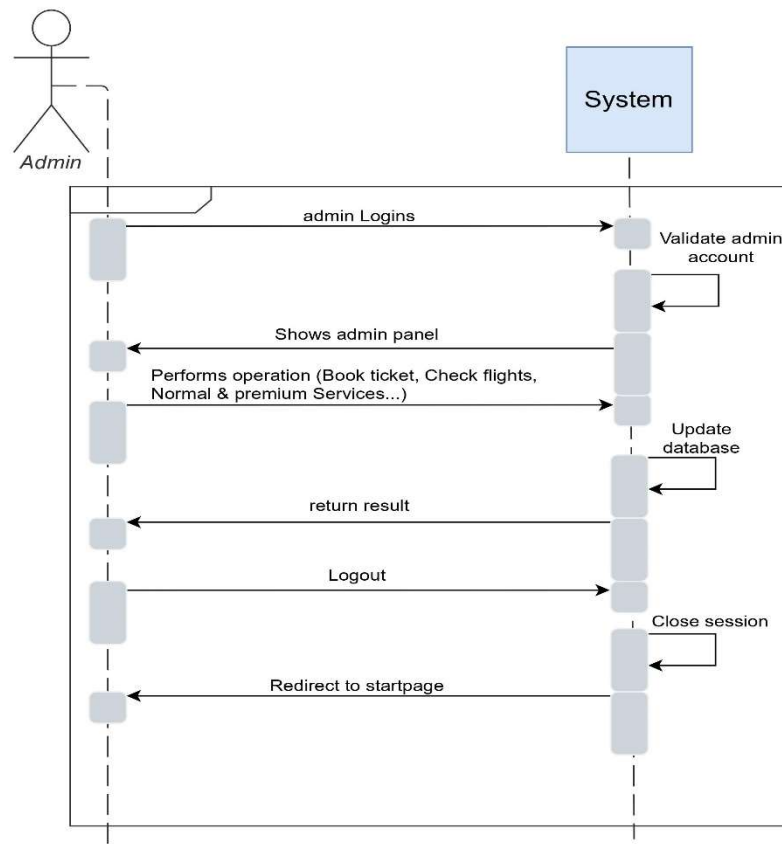 System
Admin
admin Logins
Validate admin
account
Shows admin panel
Performs operation (Book ticket, Check flights,
Normal & premium Services...)
Update
database
return result
Logout
Close session
Redirect to startpage